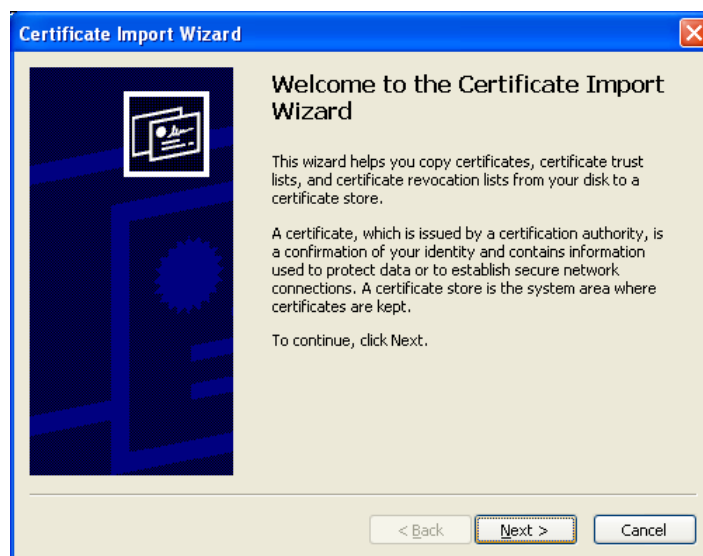 Certificate Import Wizard
Welcome to the Certificate Import
Wizard
This wizard helps you copy certificates, certificate trust
lists, and certificate revocation lists from your disk to a
certificate store.
A certificate, which is issued by a certification authority, is
a confirmation of your identity and contains information
used to protect data or to establish secure network
connections. A certificate store is the system area where
certificates are kept.
To continue, click Next.
< Back
Next >
Cancel